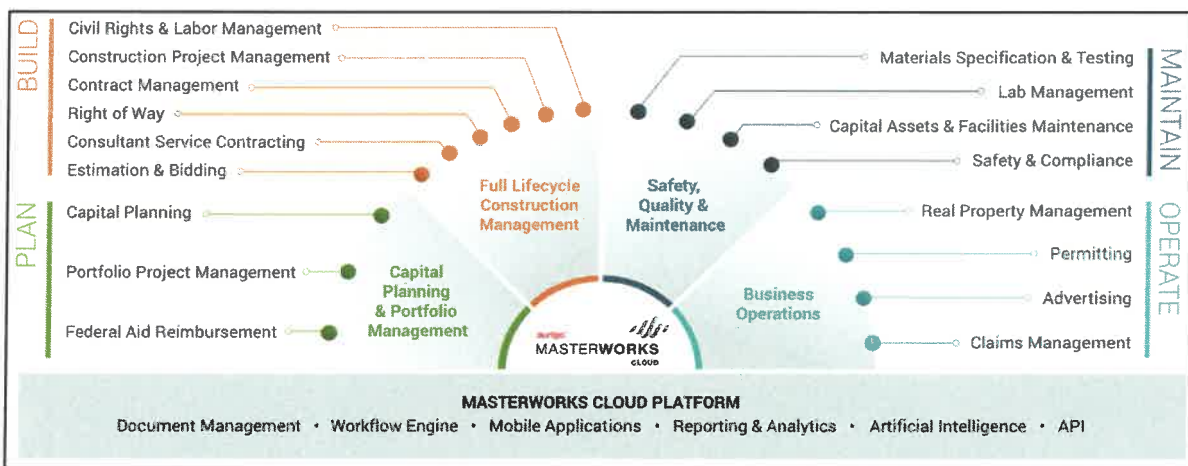 BUILD
Civil Rights & Labor Management
Construction Project Management
Contract Management
Right of Way
Consultant Service Contracting
Estimation & Bidding
PLAN
Capital Planning
Portfolio Project Management
Federal Aid Reimbursement
Full Lifecycle
Construction
Management
Capital
Planning
& Portfolio
Management
Safety,
Quality &
Maintenance
Business
Operations
MAINTAIN
Materials Specification & Testing
Lab Management
Capital Assets & Facilities Maintenance
Safety & Compliance
OPERATE
Real Property Management
Permitting
Advertising
Claims Management
MASTERWORKS
CLOUD
MASTERWORKS CLOUD PLATFORM
Document Management • Workflow Engine • Mobile Applications • Reporting & Analytics • Artificial Intelligence • API